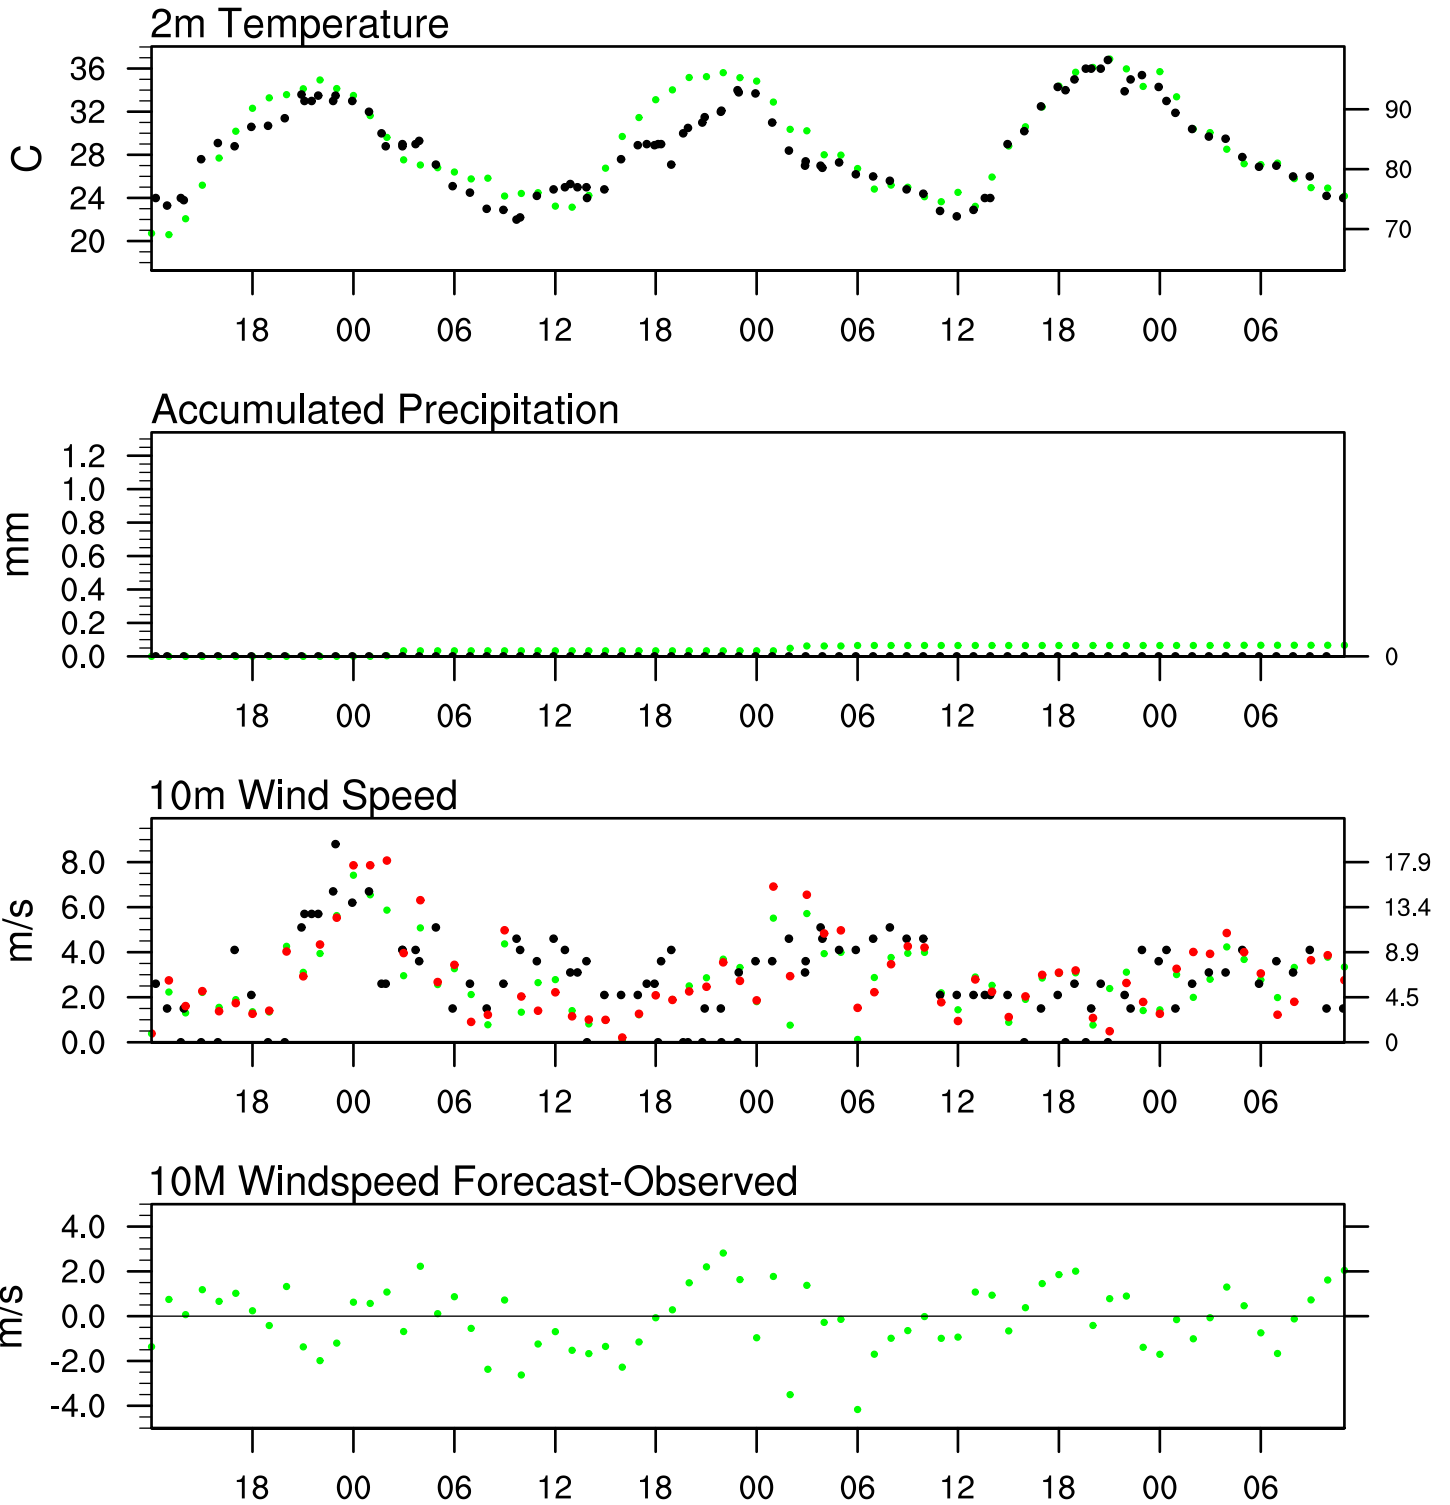 2m Temperature
36
32
28
24
20
C
90
80
70
18 00 06 12 18 00 06 12 18 00 06
Accumulated Precipitation
1.2
1.0
0.8
0.6
0.4
0.2
0.0
mm
0
18 00 06 12 18 00 06 12 18 00 06
10m Wind Speed
8.0
6.0
4.0
2.0
0.0
m/s
17.9
13.4
8.9
4.5
0
18 00 06 12 18 00 06 12 18 00 06
10M Windspeed Forecast-Observed
4.0
2.0
0.0
-2.0
-4.0
m/s
18 00 06 12 18 00 06 12 18 00 06